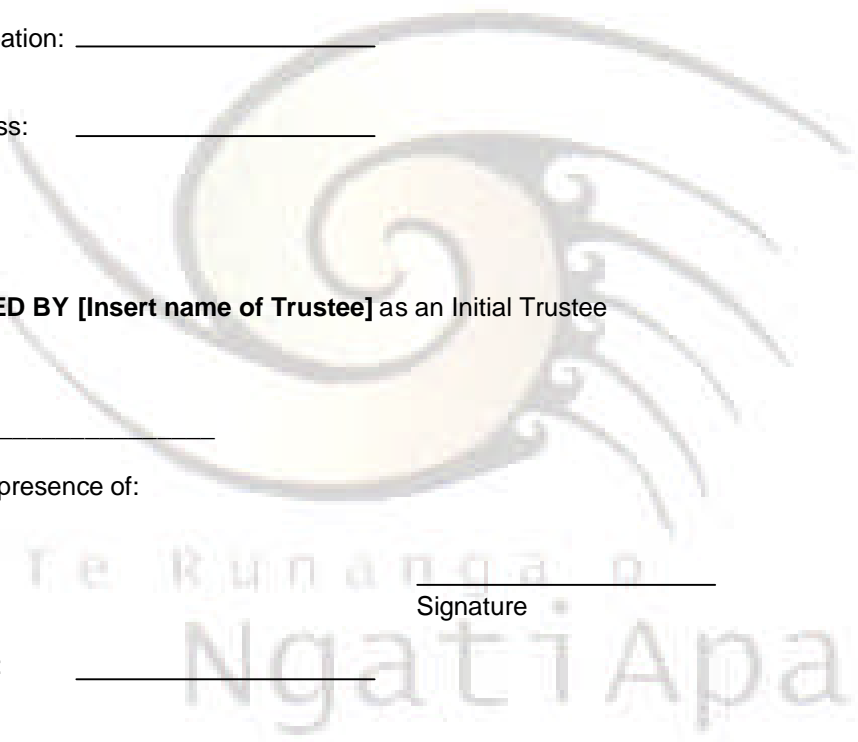 ation:
ss:
ED BY [Insert name of Trustee] as an Initial Trustee
presence of:
Te Runanga o
Signature
NgatiApa
: